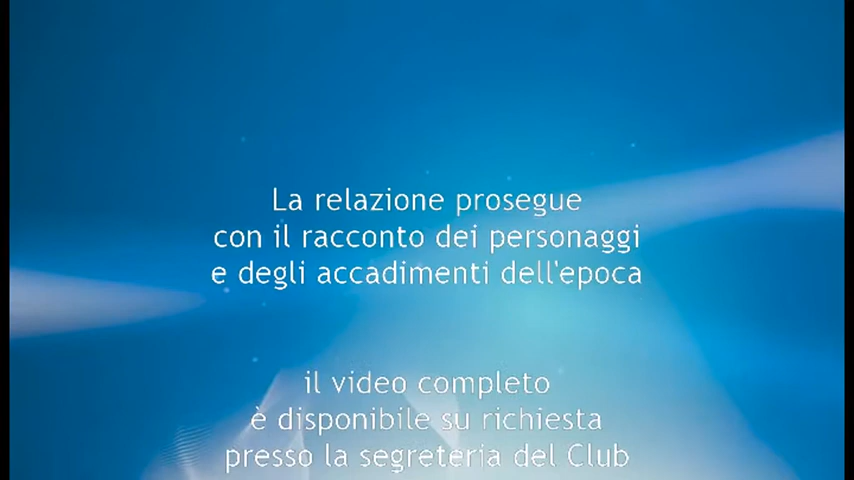 La relazione prosegue
con il racconto dei personaggi
e degli accadimenti dell'epoca
il video completo
è disponibile su richiesta
presso la segreteria del Club